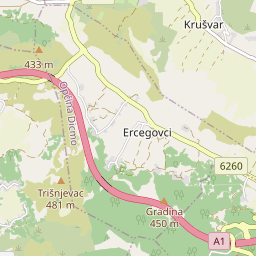 Krušvar
433 m
Općina Dicmo
Ercegovci
6260
Trišnjevac
481 m
Gradina
450 m
A1